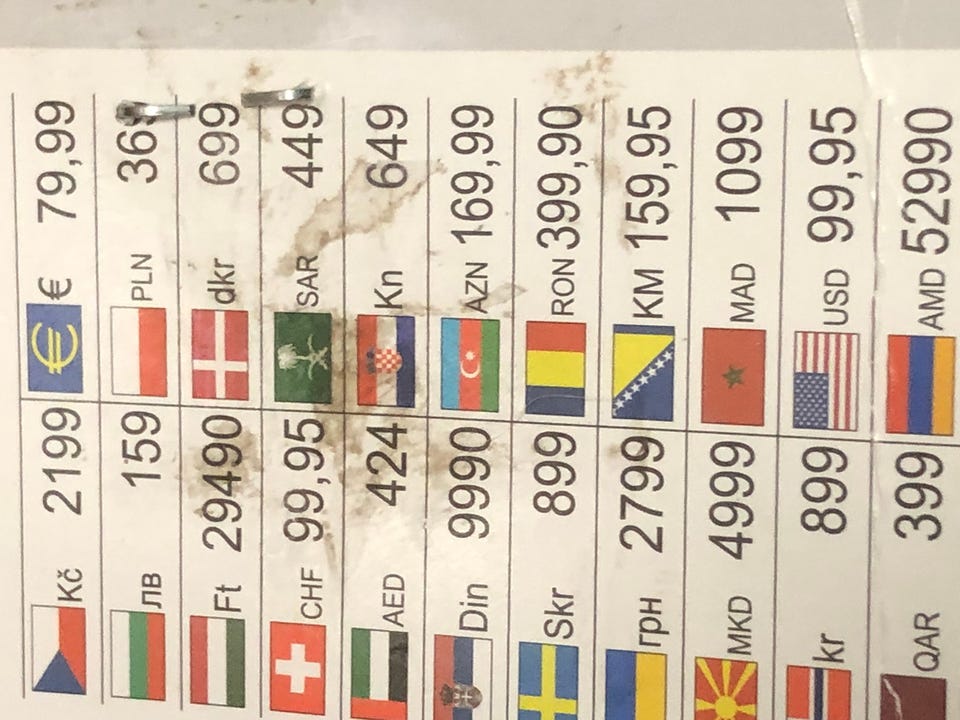 Kč 2199 € 79,99
лв 159 PLN
Ft 29490 dkr 699
CHF 99,95 SAR 449
AED 424 Kn 649
Din 9990 AZN 169,99
Skr 899 RON 399,90
грн 2799 KM 159,95
MKD 4999 MAD 1099
kr 899 USD 99,95
QAR 399 AMD 52990